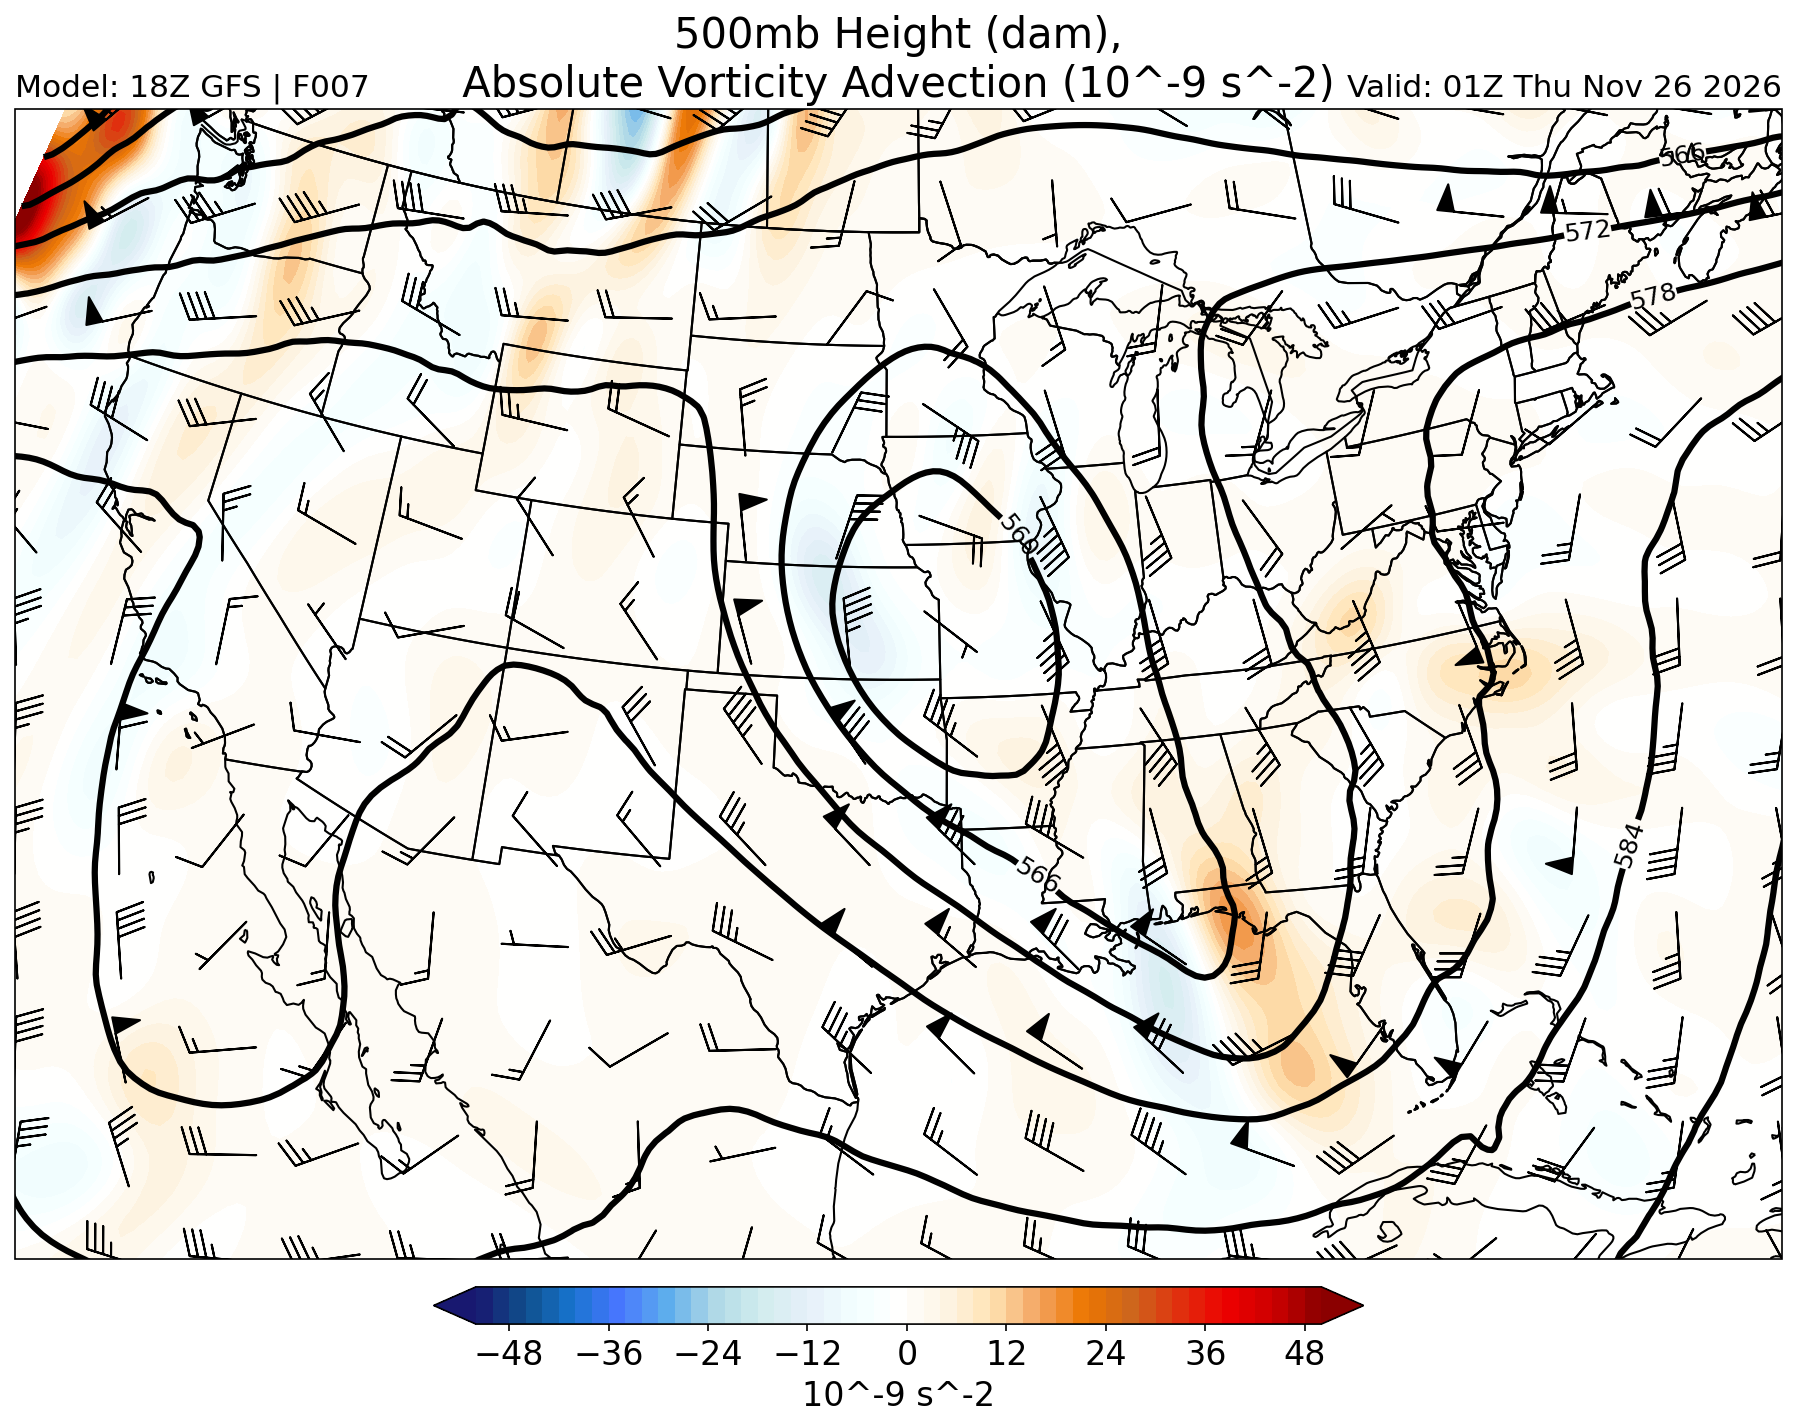 500mb Height (dam),
Model: 18Z GFS | F007 Absolute Vorticity Advection (10^-9 s^-2) Valid: 01Z Thu Nov 26 2026
566
572
578
560
566
584
−48 −36 −24 −12 0 12 24 36 48
10^-9 s^-2